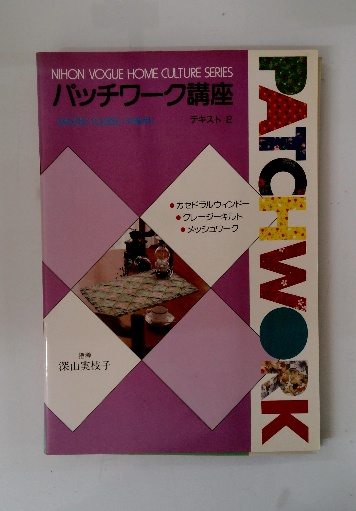 NIHON VOGUE HOME CULTURE SERIES
パッチワーク講座
テキスト 2
•カセドラルウィンドー
•クレージーキルト
•メッシュワーク
指導
深山実枝子
PATCHWORK